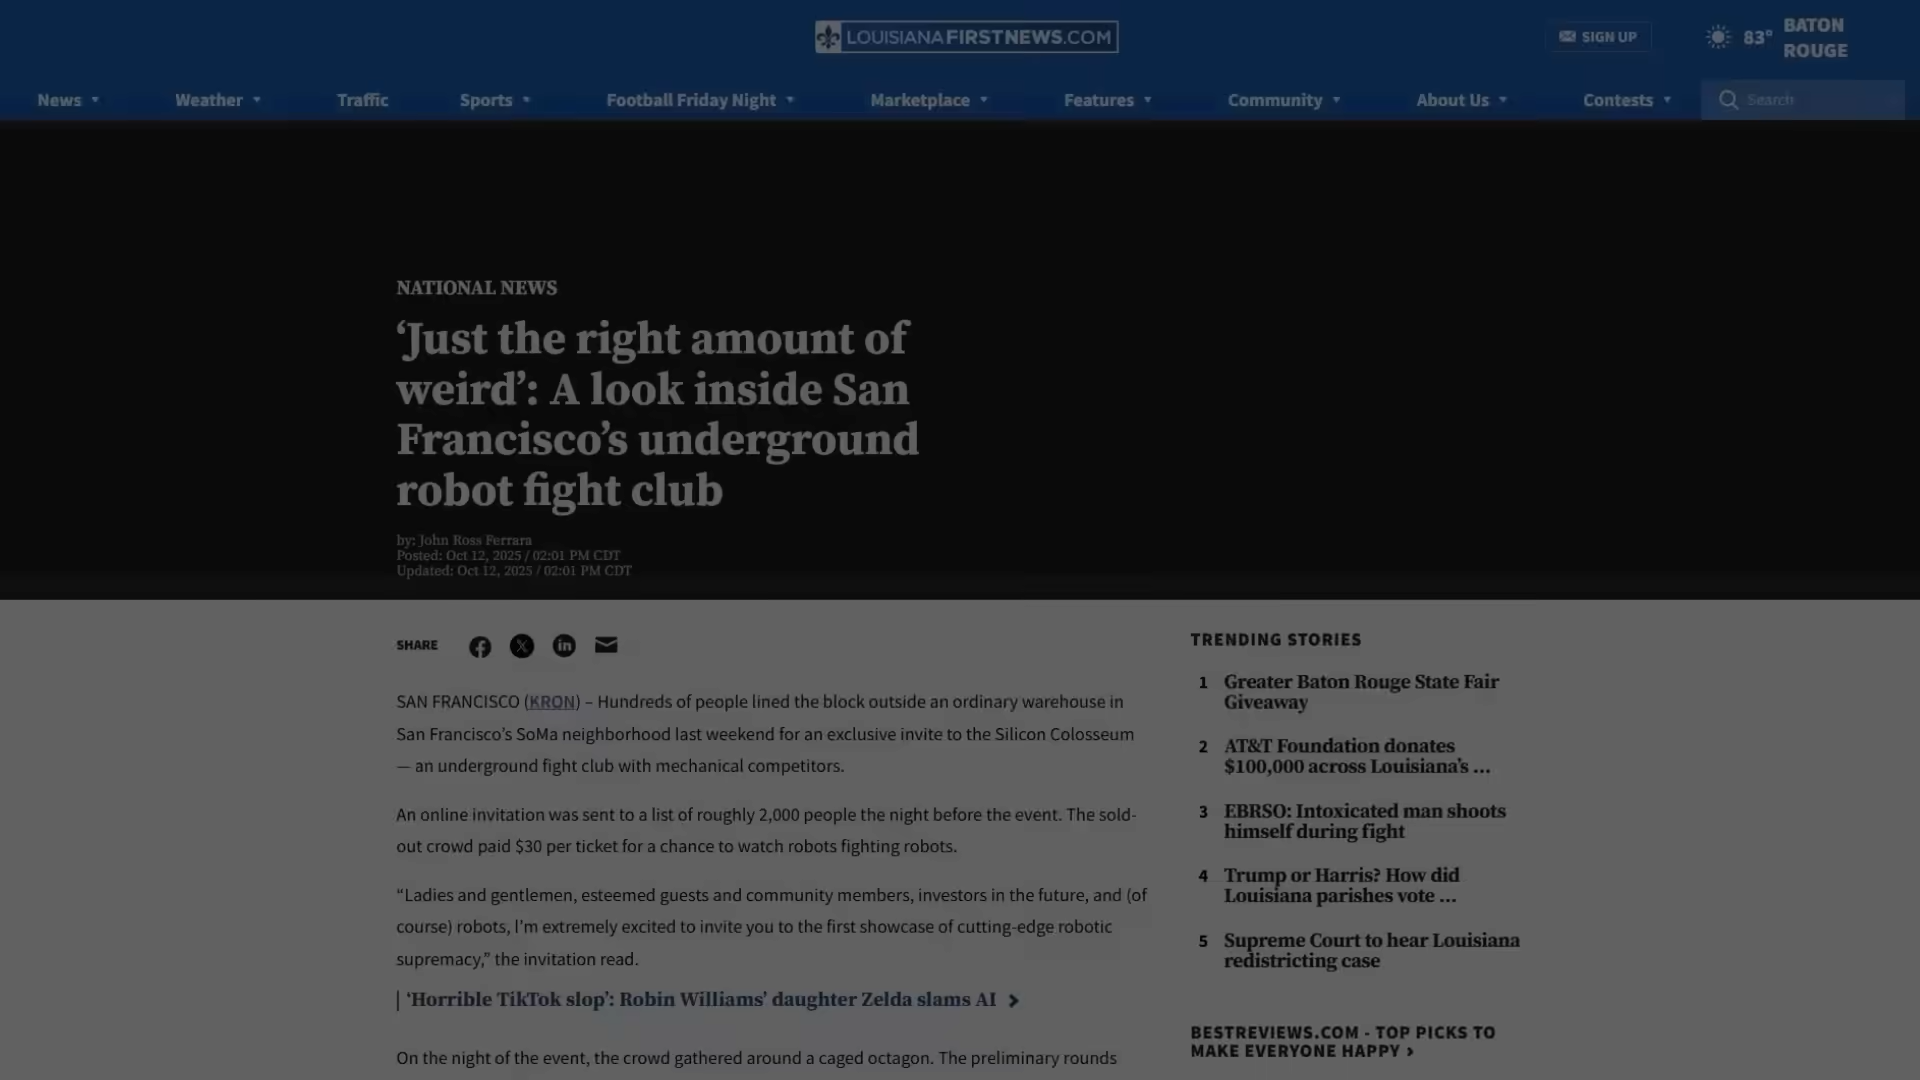 LOUISIANAFIRSTNEWS.COM
SIGN UP
83°
BATON
ROUGE
News
Weather
Traffic
Sports
Football Friday Night
Marketplace
Features
Community
About Us
Contests
Search
NATIONAL NEWS
‘Just the right amount of
weird’: A look inside San
Francisco’s underground
robot fight club
by: John Ross Ferrara
Posted: Oct 12, 2025 / 02:01 PM CDT
Updated: Oct 12, 2025 / 02:01 PM CDT
SHARE
SAN FRANCISCO (KRON) – Hundreds of people lined the block outside an ordinary warehouse in
San Francisco’s SoMa neighborhood last weekend for an exclusive invite to the Silicon Colosseum
— an underground fight club with mechanical competitors.
An online invitation was sent to a list of roughly 2,000 people the night before the event. The sold-
out crowd paid $30 per ticket for a chance to watch robots fighting robots.
“Ladies and gentlemen, esteemed guests and community members, investors in the future, and (of
course) robots, I’m extremely excited to invite you to the first showcase of cutting-edge robotic
supremacy,” the invitation read.
| ‘Horrible TikTok slop’: Robin Williams’ daughter Zelda slams AI
On the night of the event, the crowd gathered around a caged octagon. The preliminary rounds
TRENDING STORIES
1 Greater Baton Rouge State Fair
Giveaway
2 AT&T Foundation donates
$100,000 across Louisiana’s …
3 EBRSO: Intoxicated man shoots
himself during fight
4 Trump or Harris? How did
Louisiana parishes vote …
5 Supreme Court to hear Louisiana
redistricting case
BESTREVIEWS.COM - TOP PICKS TO
MAKE EVERYONE HAPPY ›